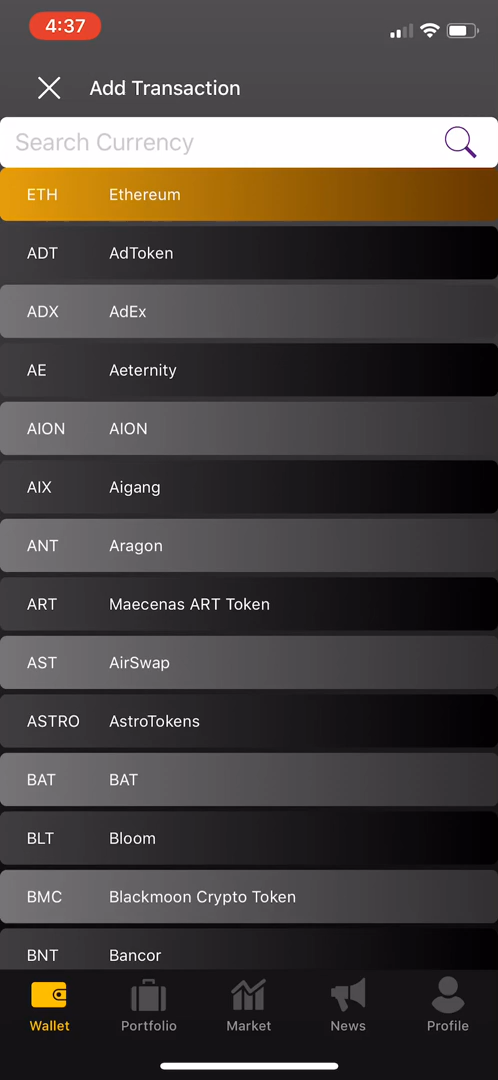 4:37
Add Transaction
Search Currency
ETH Ethereum
ADT AdToken
ADX AdEx
AE Aeternity
AION AION
AIX Aigang
ANT Aragon
ART Maecenas ART Token
AST AirSwap
ASTRO AstroTokens
BAT BAT
BLT Bloom
BMC Blackmoon Crypto Token
BNT Bancor
Wallet Portfolio Market News Profile